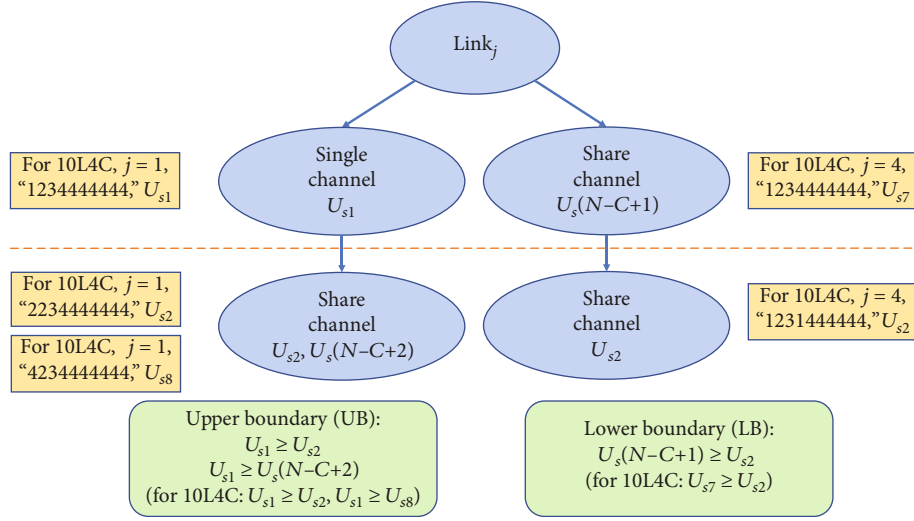 Link_j
For 10L4C, j = 1,
“1234444444,” U_s1
Single
channel
U_s1
Share
channel
U_s(N–C+1)
For 10L4C, j = 4,
“1234444444,”U_s7
For 10L4C, j = 1,
“2234444444,” U_s2
For 10L4C, j = 1,
“4234444444,” U_s8
Share
channel
U_s2, U_s(N–C+2)
Share
channel
U_s2
For 10L4C, j = 4,
“1231444444,”U_s2
Upper boundary (UB):
U_s1 ≥ U_s2
U_s1 ≥ U_s(N–C+2)
(for 10L4C: U_s1 ≥ U_s2, U_s1 ≥ U_s8)
Lower boundary (LB):
U_s(N–C+1) ≥ U_s2
(for 10L4C: U_s7 ≥ U_s2)